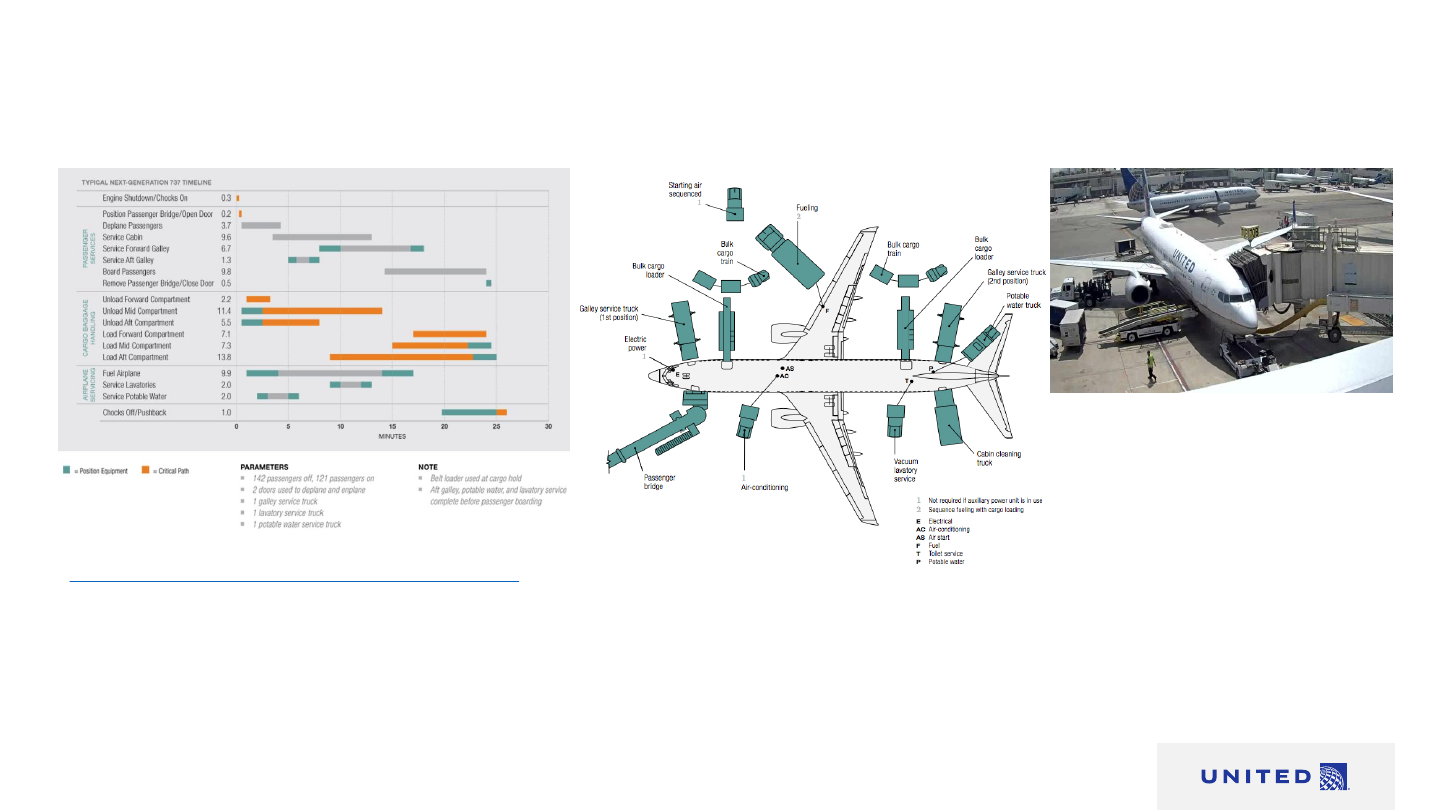 TYPICAL NEXT-GENERATION 737 TIMELINE
Engine Shutdown/Chocks On 0.3
PASSENGER SERVICES
Position Passenger Bridge/Open Door 0.2
Deplane Passengers 3.7
Service Cabin 9.6
Service Forward Galley 6.7
Service Aft Galley 1.3
Board Passengers 9.8
Remove Passenger Bridge/Close Door 0.5
CARGO/BAGGAGE HANDLING
Unload Forward Compartment 2.2
Unload Mid Compartment 11.4
Unload Aft Compartment 5.5
Load Forward Compartment 7.1
Load Mid Compartment 7.3
Load Aft Compartment 13.8
AIRPLANE SERVICING
Fuel Airplane 9.9
Service Lavatories 2.0
Service Potable Water 2.0
Chocks Off/Pushback 1.0
0 5 10 15 20 25 30
MINUTES
= Position Equipment = Critical Path
PARAMETERS
142 passengers off, 121 passengers on
2 doors used to deplane and enplane
1 galley service truck
1 lavatory service truck
1 potable water service truck
NOTE
Belt loader used at cargo hold
Aft galley, potable water, and lavatory service
complete before passenger boarding
Starting air
sequenced
1
Fueling
2
Bulk
cargo
train
Bulk cargo
loader
Galley service truck
(1st position)
Electric
power
1
Bulk cargo
train
Bulk
cargo
loader
Galley service truck
(2nd position)
Potable
water truck
F
E
AS
AC
P
T
Passenger
bridge
1
Air-conditioning
Vacuum
lavatory
service
Cabin cleaning
truck
1 Not required if auxiliary power unit is in use
2 Sequence fueling with cargo loading
E Electrical
AC Air-conditioning
AS Air start
F Fuel
T Toilet service
P Potable water
UNITED
UNITED